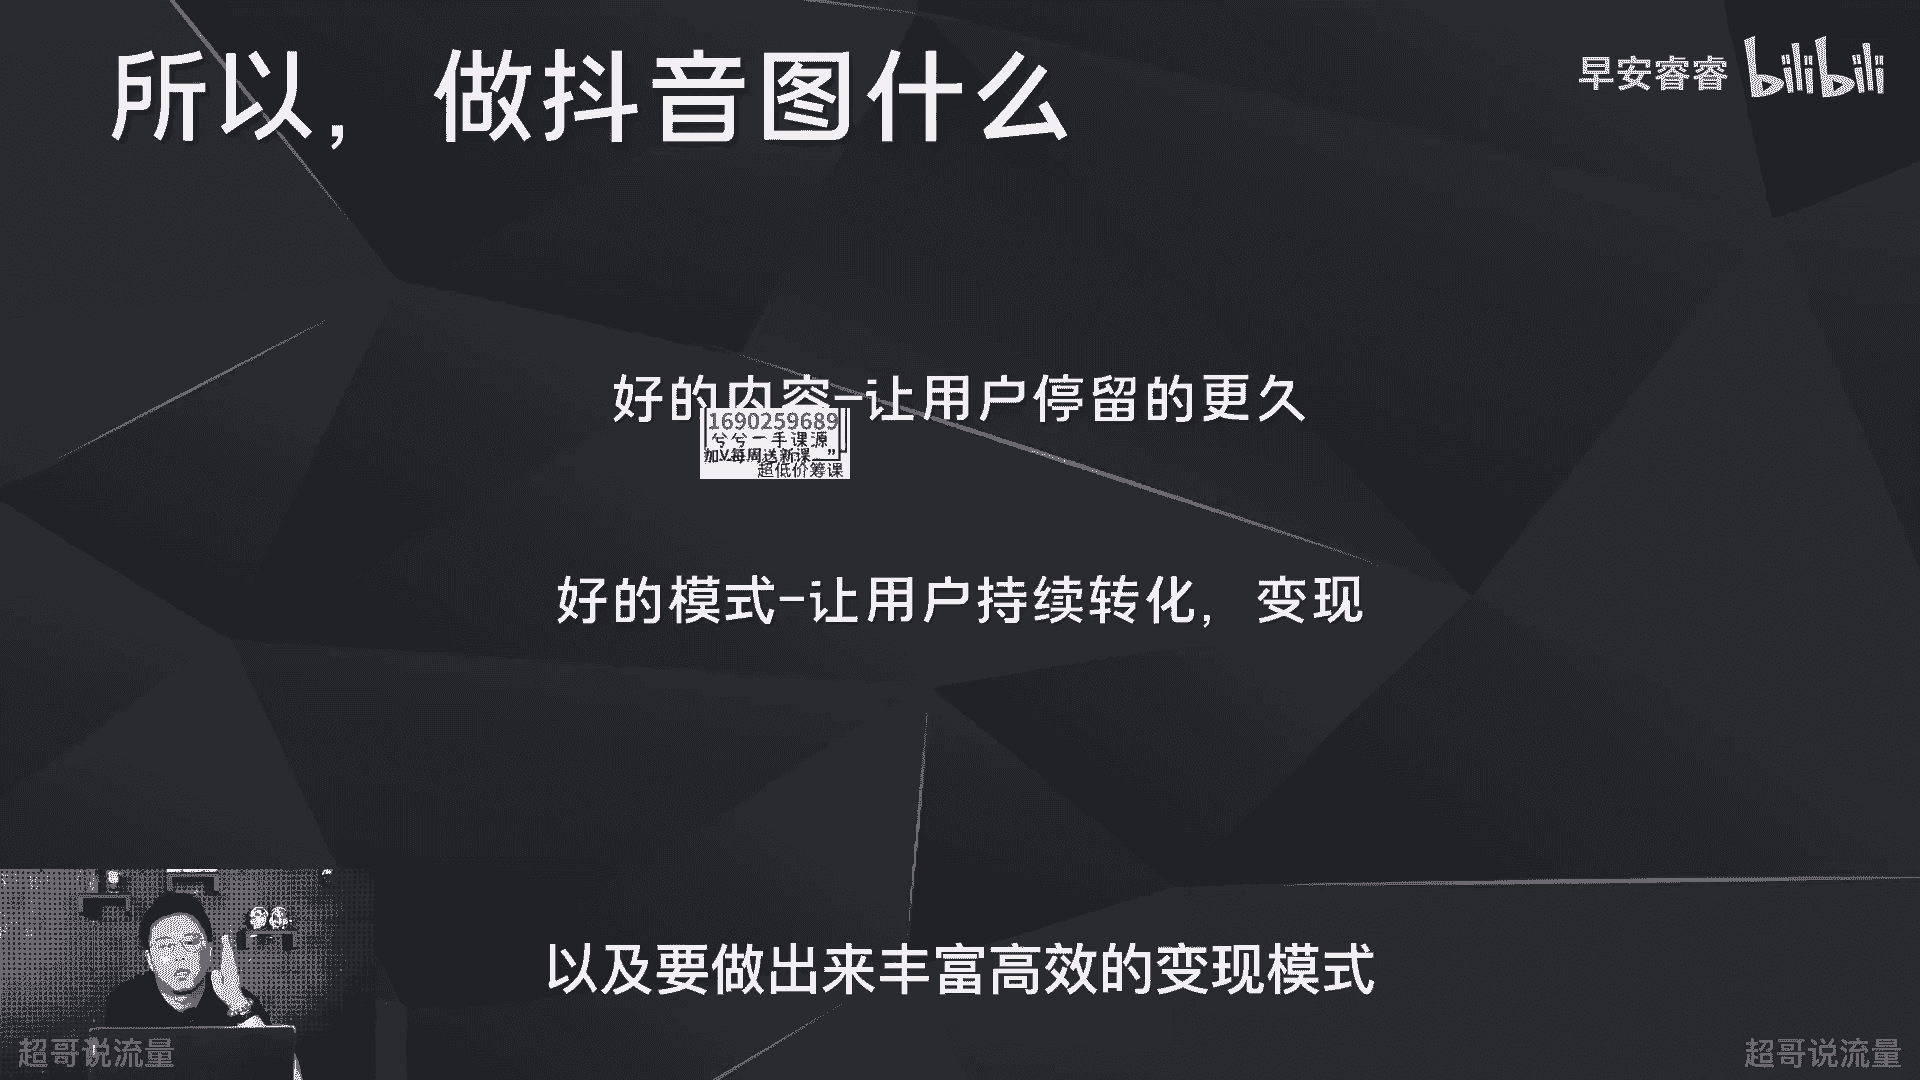 所以，做抖音图什么
早安睿睿 bilibili
好的内容-让用户停留的更久
1690259689
兮兮一手课源
加V每周送新课
超低价筹课
好的模式-让用户持续转化，变现
以及要做出来丰富高效的变现模式
超哥说流量
超哥说流量